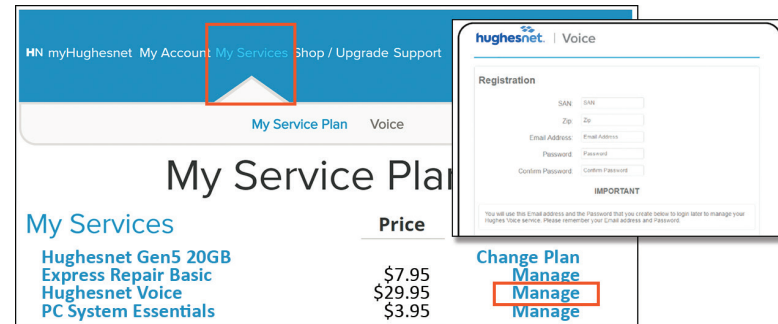 HN myHughesnet My Account My Services Shop / Upgrade Support
My Service Plan Voice
My Service Plan
My Services Price
Hughesnet Gen5 20GB Change Plan
Express Repair Basic $7.95 Manage
Hughesnet Voice $29.95 Manage
PC System Essentials $3.95 Manage
hughesnet. | Voice
Registration
SAN SAN
Zip Zip
Email Address Email Address
Password Password
Confirm Password Confirm Password
IMPORTANT
You will use this Email address and the Password that you create below to login later to manage your
Hughes Voice service. Please remember your Email address and Password.